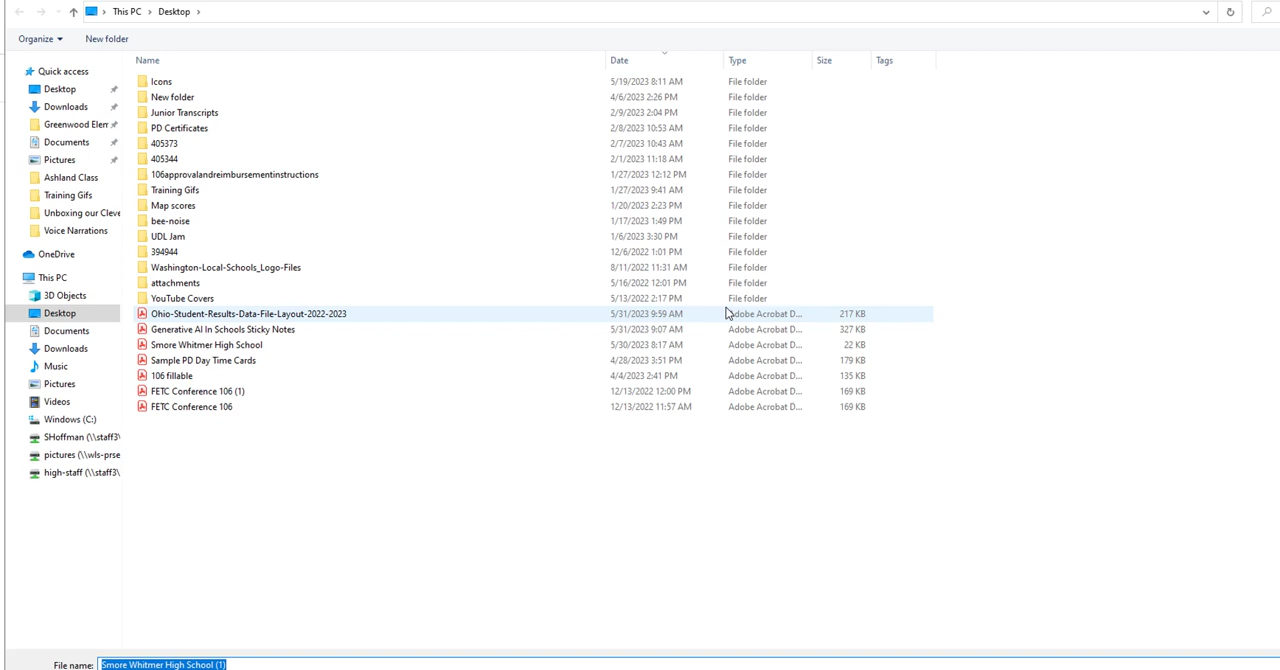 This PC > Desktop >
Organize New folder
Name Date Type Size Tags
Quick access
Desktop
Downloads
Greenwood Elem
Documents
Pictures
Ashland Class
Training Gifs
Unboxing our Cleve
Voice Narrations
OneDrive
This PC
3D Objects
Desktop
Documents
Downloads
Music
Pictures
Videos
Windows (C:)
SHoffman (\\staff3\
pictures (\\wls-prse
high-staff (\\staff3\
Icons 5/19/2023 8:11 AM File folder
New folder 4/6/2023 2:26 PM File folder
Junior Transcripts 2/9/2023 2:04 PM File folder
PD Certificates 2/8/2023 10:53 AM File folder
405373 2/7/2023 10:43 AM File folder
405344 2/1/2023 11:18 AM File folder
106approvalandreimbursementinstructions 1/27/2023 12:12 PM File folder
Training Gifs 1/27/2023 9:41 AM File folder
Map scores 1/20/2023 2:23 PM File folder
bee-noise 1/17/2023 1:49 PM File folder
UDL Jam 1/6/2023 3:30 PM File folder
394944 12/6/2022 1:01 PM File folder
Washington-Local-Schools_Logo-Files 8/11/2022 11:31 AM File folder
attachments 5/16/2022 12:01 PM File folder
YouTube Covers 5/13/2022 2:17 PM File folder
Ohio-Student-Results-Data-File-Layout-2022-2023 5/31/2023 9:59 AM Adobe Acrobat D... 217 KB
Generative AI In Schools Sticky Notes 5/31/2023 9:07 AM Adobe Acrobat D... 327 KB
Smore Whitmer High School 5/30/2023 8:17 AM Adobe Acrobat D... 22 KB
Sample PD Day Time Cards 4/28/2023 3:51 PM Adobe Acrobat D... 179 KB
106 fillable 4/4/2023 2:41 PM Adobe Acrobat D... 135 KB
FETC Conference 106 (1) 12/13/2022 12:00 PM Adobe Acrobat D... 169 KB
FETC Conference 106 12/13/2022 11:57 AM Adobe Acrobat D... 169 KB
File name: Smore Whitmer High School (1)